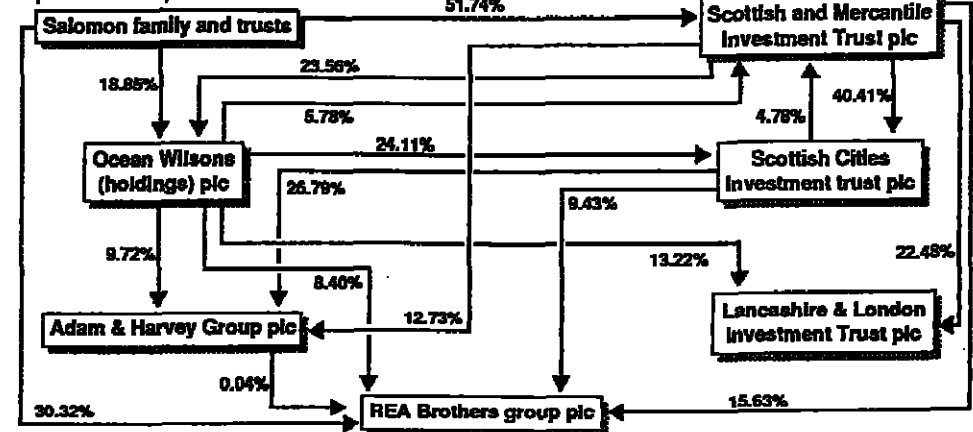 51.74%
Salomon family and trusts
Scottish and Mercantile
Investment Trust plc
23.56%
18.85%
5.78%
4.78%
40.41%
24.11%
Ocean Wilsons
(holdings) plc
Scottish Cities
Investment trust plc
26.79%
9.43%
9.72%
13.22%
22.48%
8.40%
Adam & Harvey Group plc
12.73%
Lancashire & London
Investment Trust plc
0.04%
30.32%
REA Brothers group plc
15.63%